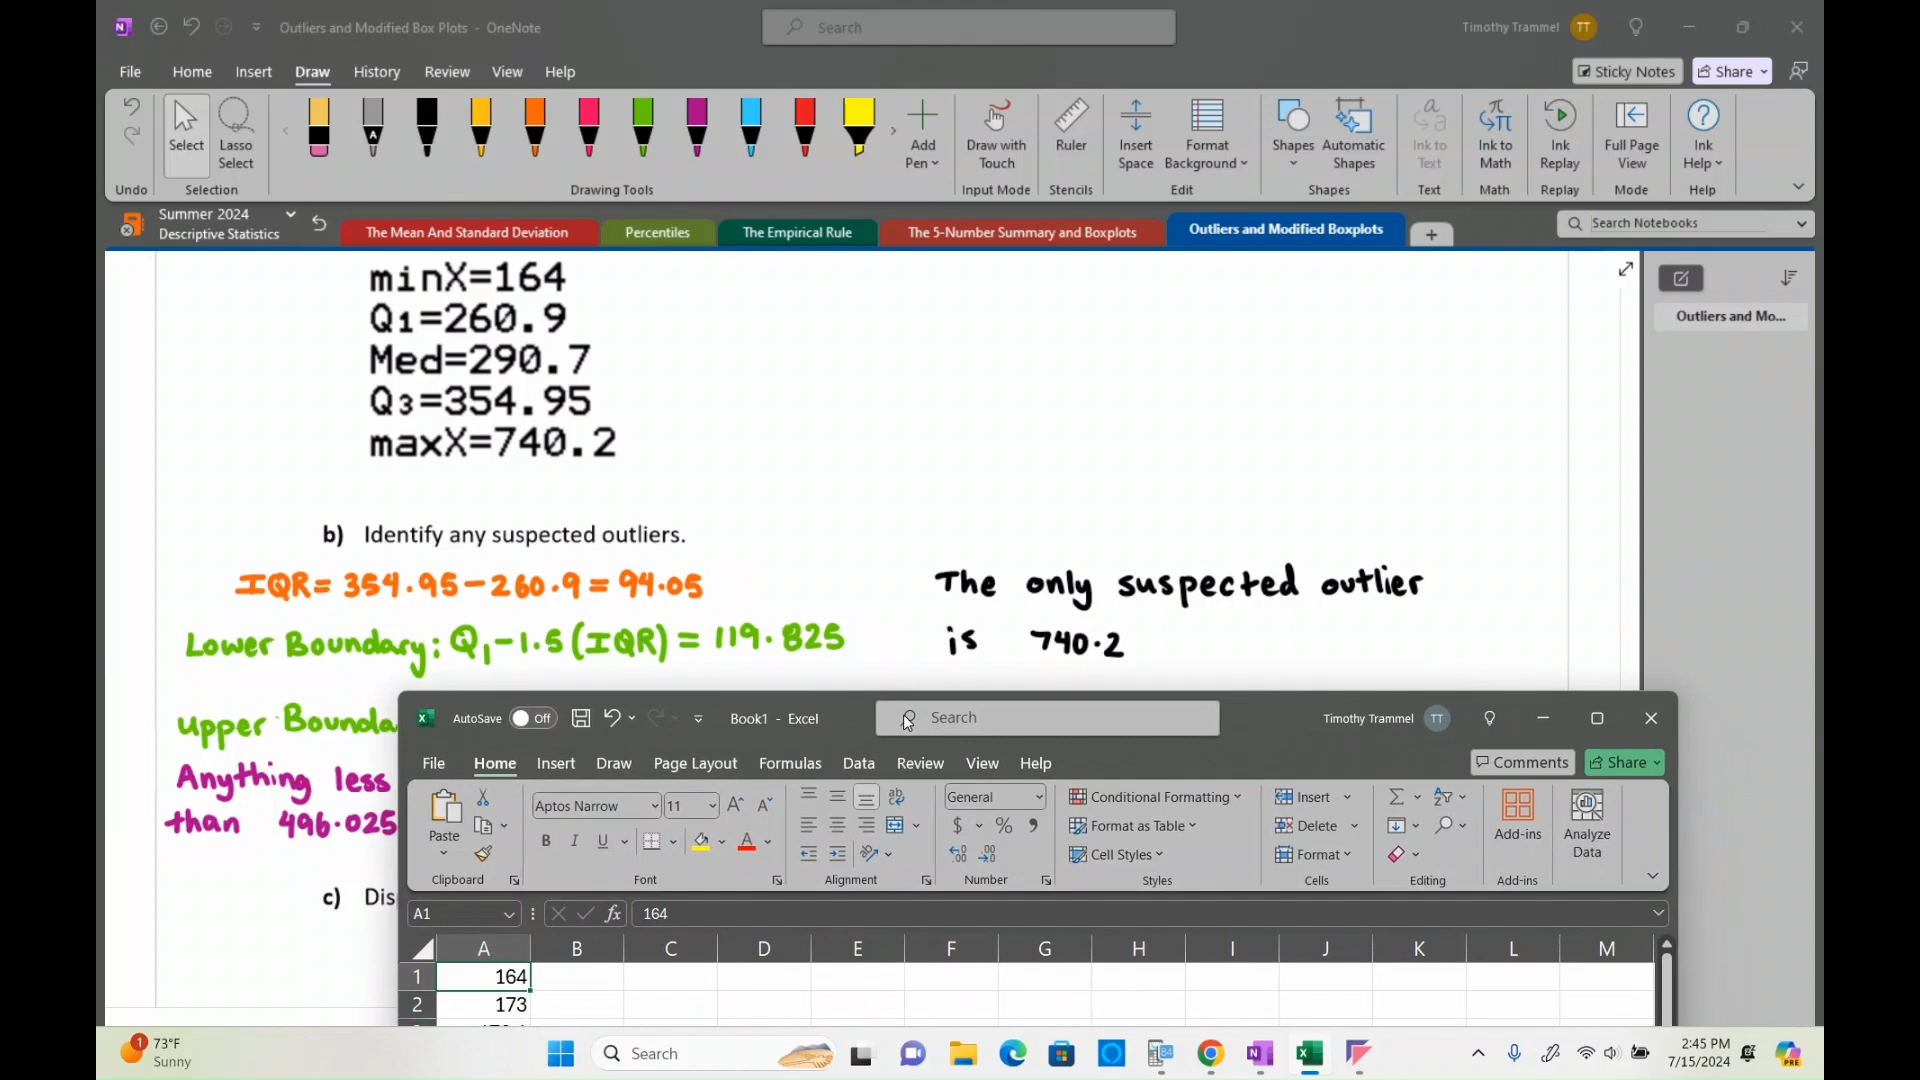 Outliers and Modified Box Plots - OneNote
Search
Timothy Trammel
TT
File Home Insert Draw History Review View Help
Sticky Notes
Share
Undo
Select
Lasso Select
Selection
Drawing Tools
Add Pen
Draw with Touch
Input Mode
Ruler
Stencils
Insert Space
Format Background
Edit
Shapes
Automatic Shapes
Shapes
Ink to Text
Text
Ink to Math
Math
Ink Replay
Replay
Full Page View
Mode
Ink Help
Help
Summer 2024
Descriptive Statistics
The Mean And Standard Deviation
Percentiles
The Empirical Rule
The 5-Number Summary and Boxplots
Outliers and Modified Boxplots
Search Notebooks
Outliers and Mo...
minX=164
Q1=260.9
Med=290.7
Q3=354.95
maxX=740.2
b) Identify any suspected outliers.
IQR= 354.95-260.9 = 94.05
Lower Boundary: Q1-1.5(IQR) = 119.825
The only suspected outlier
is 740.2
Upper Bounda
Anything less
than 496.025
c)
AutoSave Off
Book1 - Excel
Search
Timothy Trammel
TT
File Home Insert Draw Page Layout Formulas Data Review View Help
Comments
Share
Paste
Clipboard
Aptos Narrow
11
B I U
Font
Alignment
General
$ % 9
Number
Conditional Formatting
Format as Table
Cell Styles
Styles
Insert
Delete
Format
Cells
Editing
Add-ins
Add-ins
Analyze Data
A1
fx
164
A B C D E F G H I J K L M
1 164
2 173
73°F
Sunny
Search
2:45 PM
7/15/2024